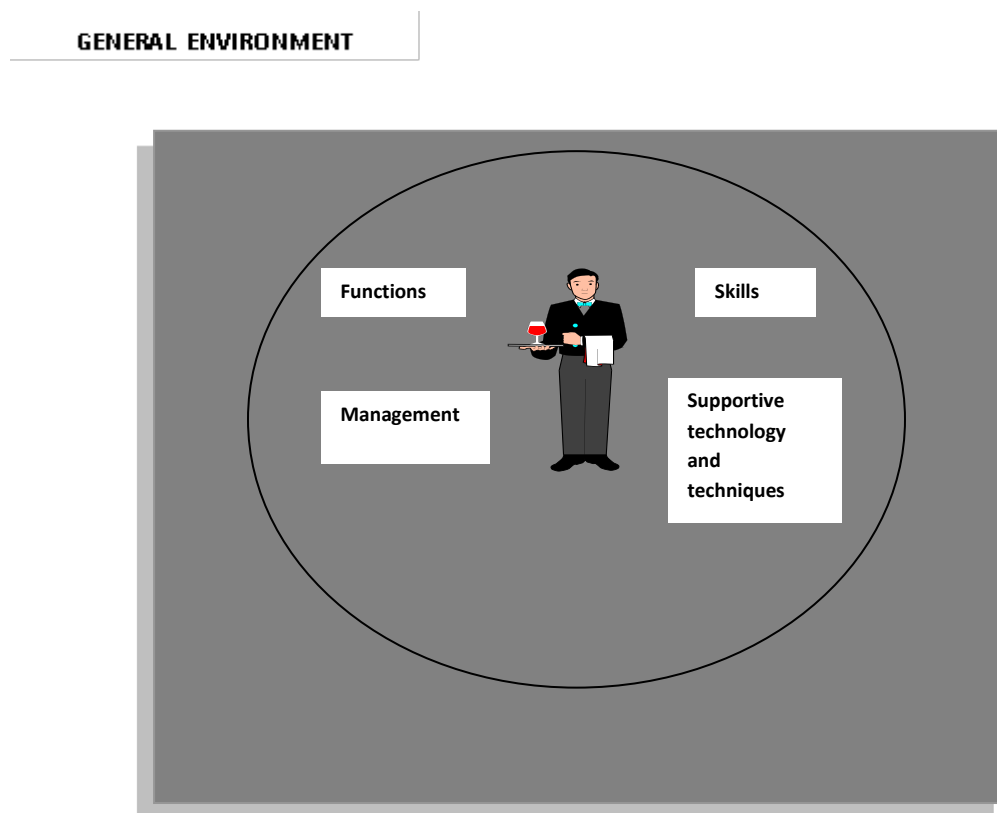 GENERAL ENVIRONMENT
Functions
Skills
Management
Supportive
technology
and
techniques